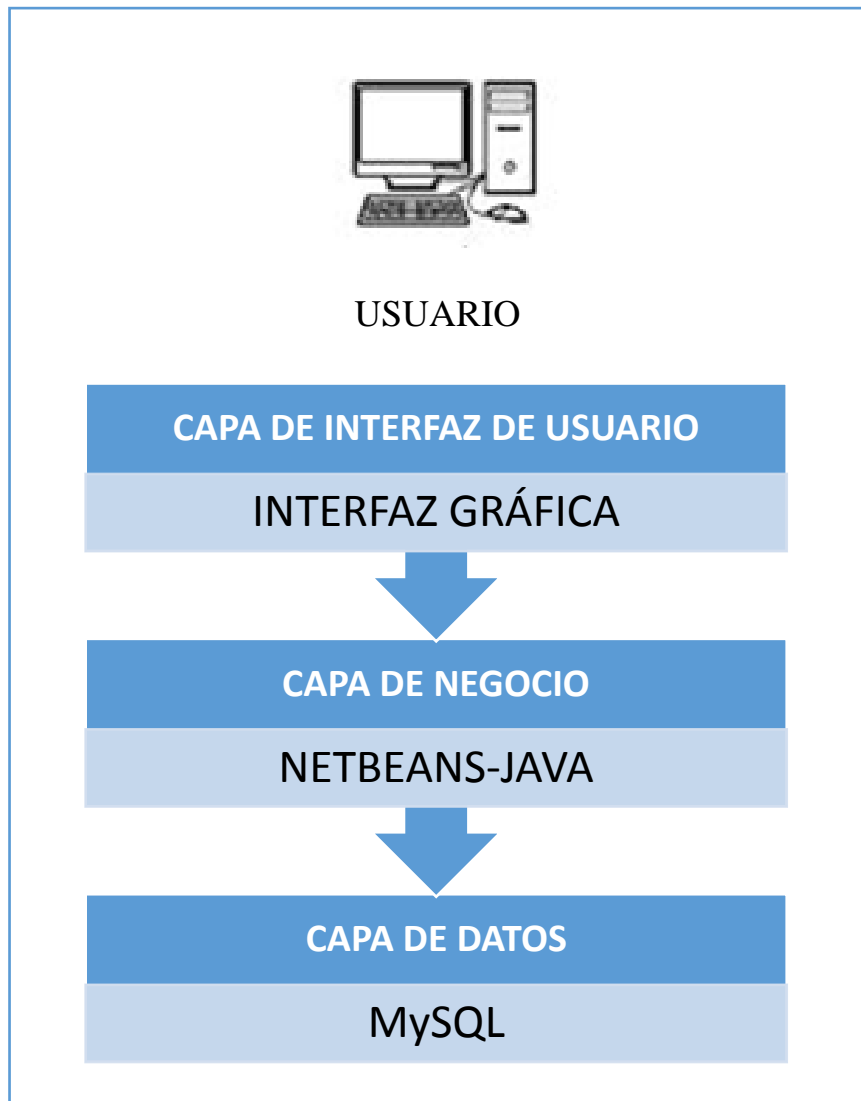 USUARIO
CAPA DE INTERFAZ DE USUARIO
INTERFAZ GRÁFICA
CAPA DE NEGOCIO
NETBEANS-JAVA
CAPA DE DATOS
MySQL